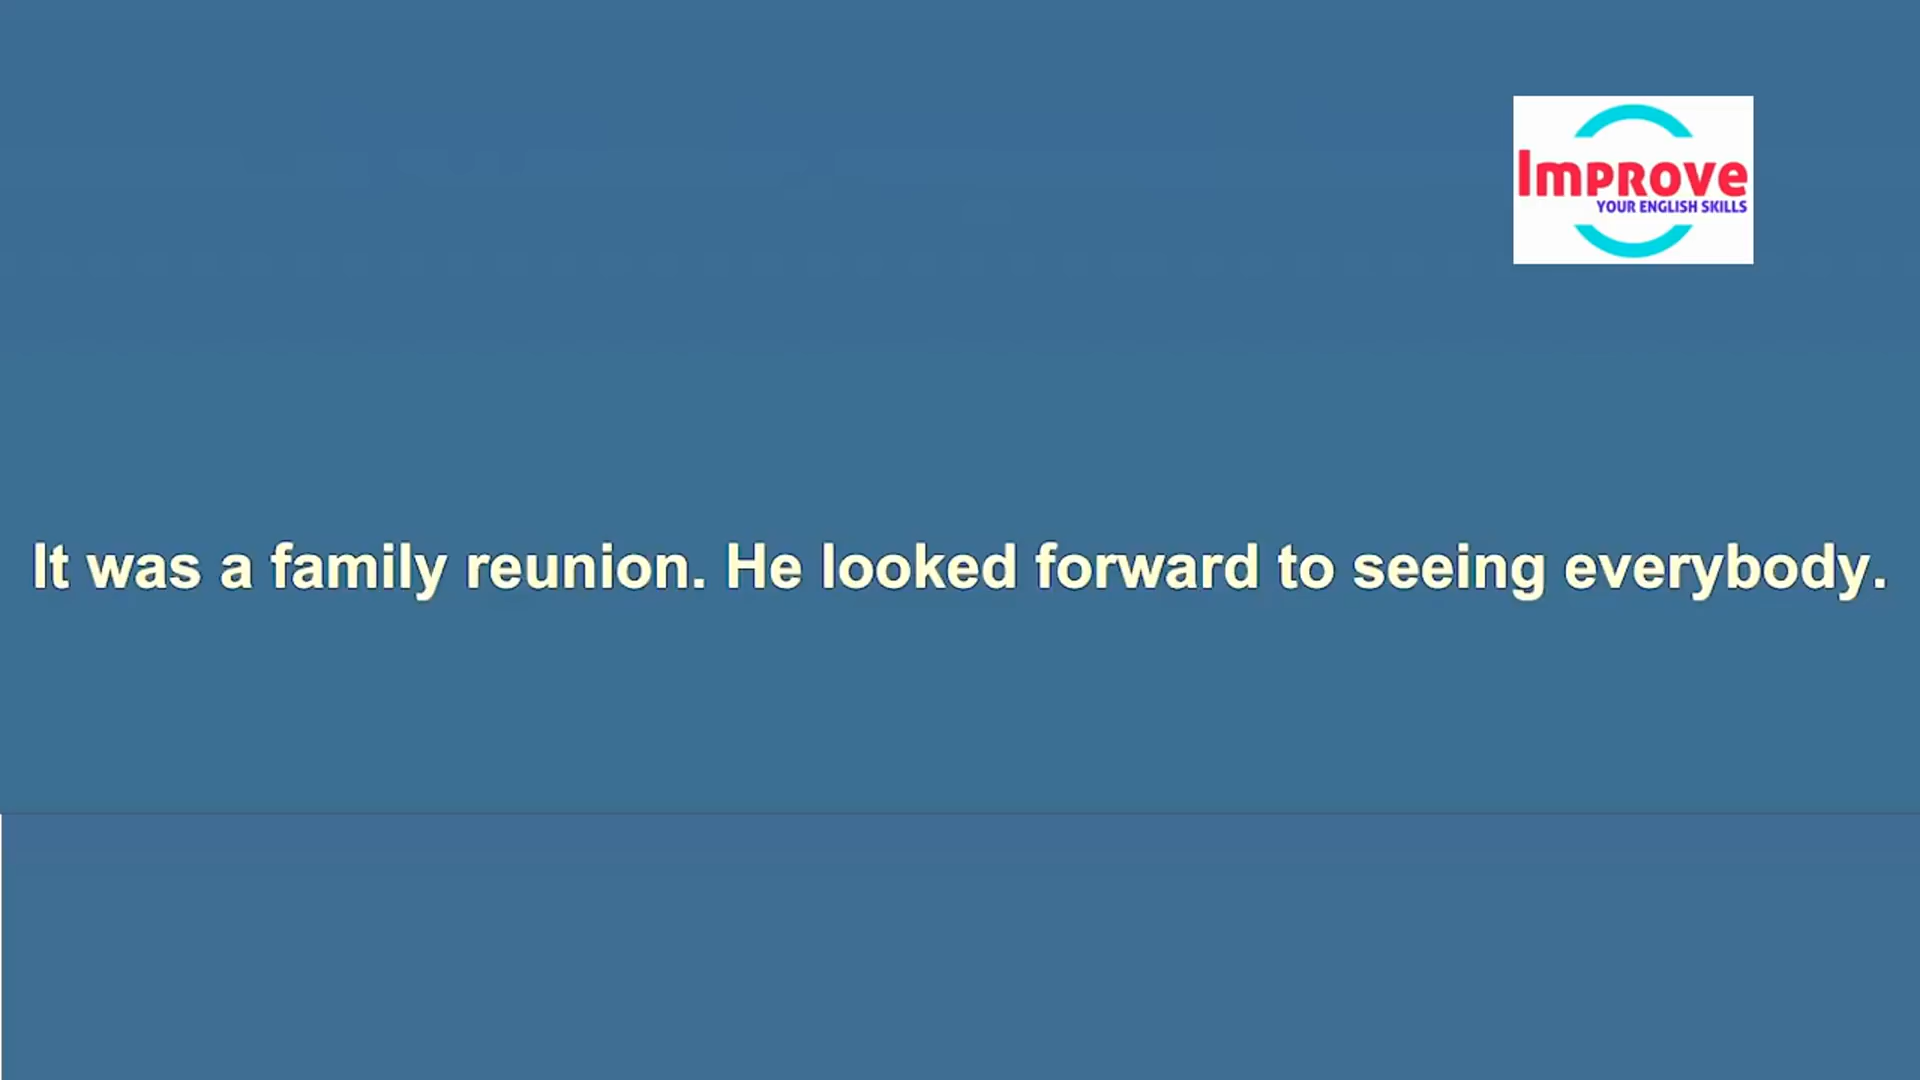 Improve
YOUR ENGLISH SKILLS
It was a family reunion. He looked forward to seeing everybody.